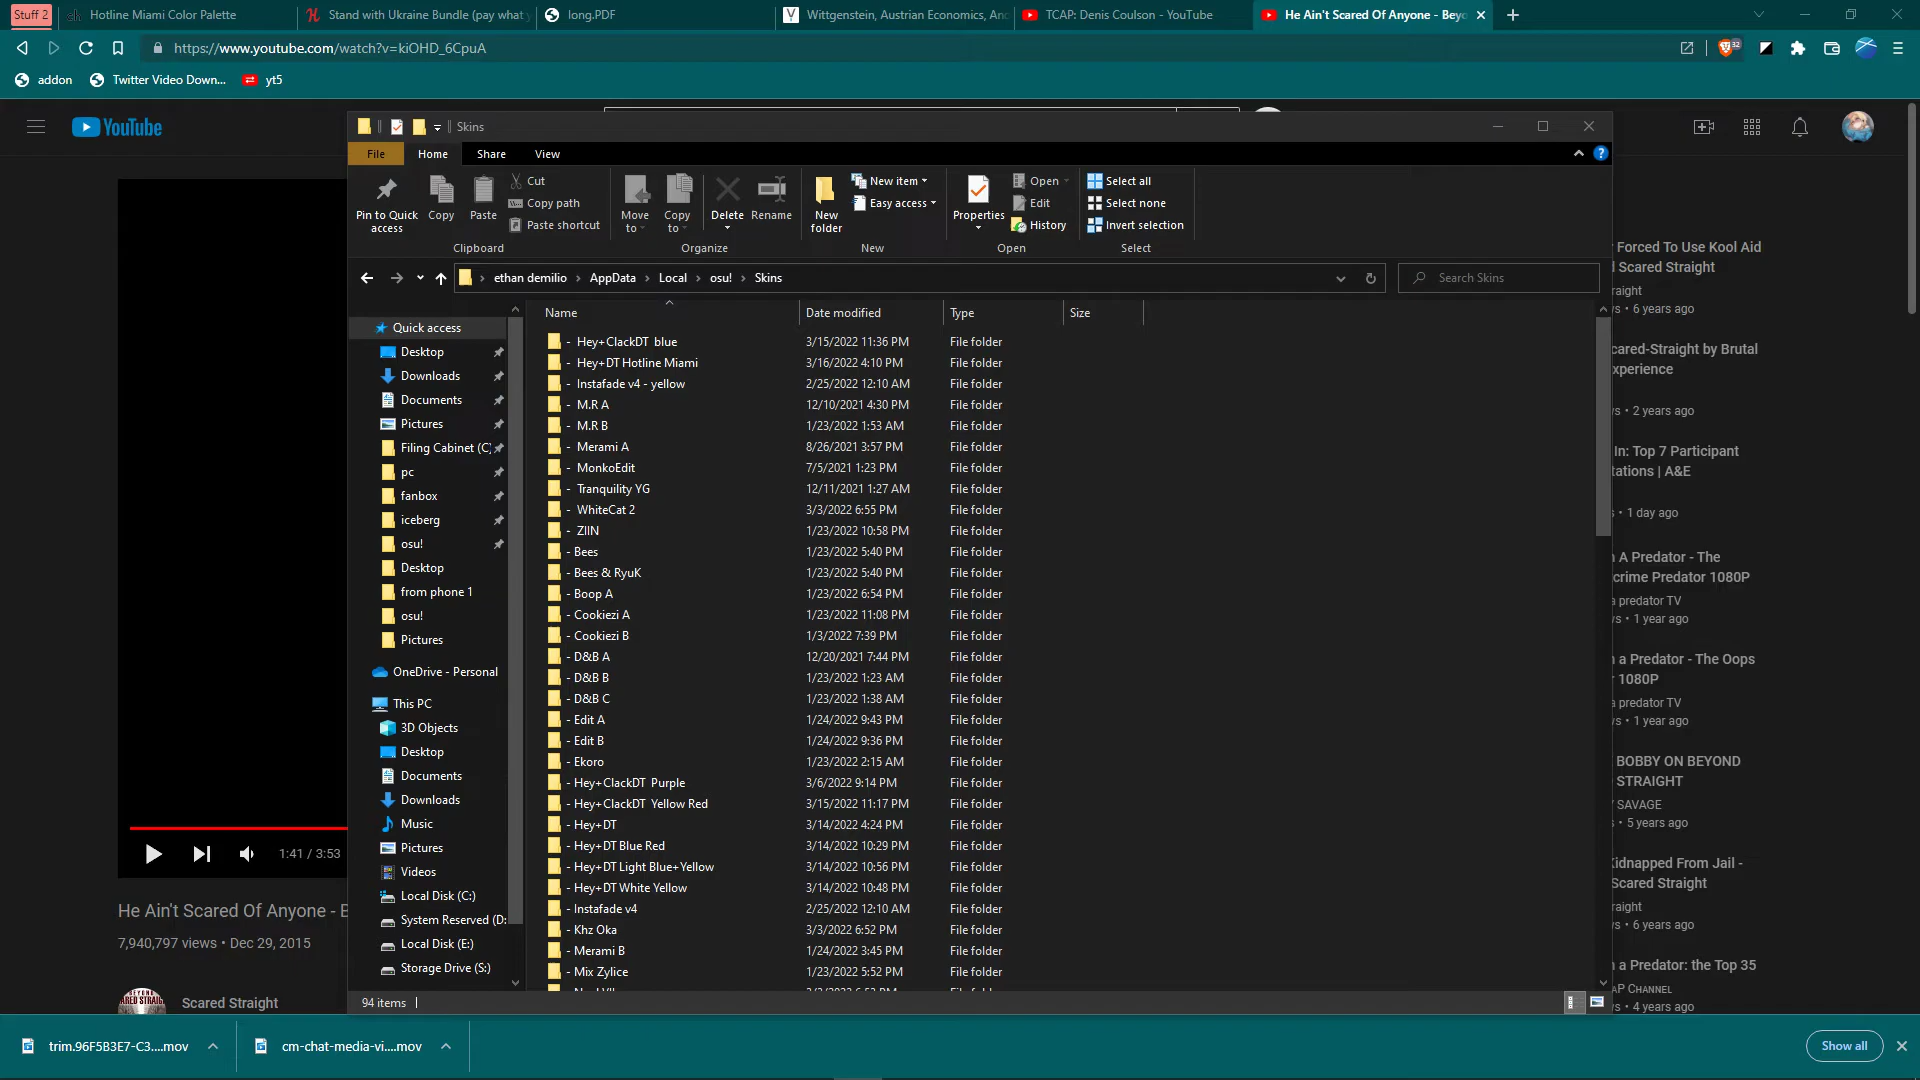 Stuff 2
Hotline Miami Color Palette
Stand with Ukraine Bundle (pay what
long.PDF
Wittgenstein, Austrian Economics, An
TCAP: Denis Coulson - YouTube
He Ain't Scared Of Anyone - Beyo
https://www.youtube.com/watch?v=kiOHD_6CpuA
32
addon
Twitter Video Down...
yt5
YouTube
Skins
File
Home
Share
View
Pin to Quick access
Copy
Paste
Cut
Copy path
Paste shortcut
Clipboard
Move to
Copy to
Delete
Rename
Organize
New folder
New item
Easy access
New
Properties
Open
Edit
History
Open
Select all
Select none
Invert selection
Select
ethan demilio
AppData
Local
osu!
Skins
Search Skins
Quick access
Desktop
Downloads
Documents
Pictures
Filing Cabinet (C
pc
fanbox
iceberg
osu!
Desktop
from phone 1
osu!
Pictures
OneDrive - Personal
This PC
3D Objects
Desktop
Documents
Downloads
Music
Pictures
Videos
Local Disk (C:)
System Reserved (D:
Local Disk (E:)
Storage Drive (S:)
Name Date modified Type Size
- Hey+ClackDT blue 3/15/2022 11:36 PM File folder
- Hey+DT Hotline Miami 3/16/2022 4:10 PM File folder
- Instafade v4 - yellow 2/25/2022 12:10 AM File folder
- M.R A 12/10/2021 4:30 PM File folder
- M.R B 1/23/2022 1:53 AM File folder
- Merami A 8/26/2021 3:57 PM File folder
- MonkoEdit 7/5/2021 1:23 PM File folder
- Tranquility YG 12/11/2021 1:27 AM File folder
- WhiteCat 2 3/3/2022 6:55 PM File folder
- ZIIN 1/23/2022 10:58 PM File folder
- Bees 1/23/2022 5:40 PM File folder
- Bees & RyuK 1/23/2022 5:40 PM File folder
- Boop A 1/23/2022 6:54 PM File folder
- Cookiezi A 1/23/2022 11:08 PM File folder
- Cookiezi B 1/3/2022 7:39 PM File folder
- D&B A 12/20/2021 7:44 PM File folder
- D&B B 1/23/2022 1:23 AM File folder
- D&B C 1/23/2022 1:38 AM File folder
- Edit A 1/24/2022 9:43 PM File folder
- Edit B 1/24/2022 9:36 PM File folder
- Ekoro 1/23/2022 2:15 AM File folder
- Hey+ClackDT Purple 3/6/2022 9:14 PM File folder
- Hey+ClackDT Yellow Red 3/15/2022 11:17 PM File folder
- Hey+DT 3/14/2022 4:24 PM File folder
- Hey+DT Blue Red 3/14/2022 10:29 PM File folder
- Hey+DT Light Blue+Yellow 3/14/2022 10:56 PM File folder
- Hey+DT White Yellow 3/14/2022 10:48 PM File folder
- Instafade v4 2/25/2022 12:10 AM File folder
- Khz Oka 3/3/2022 6:52 PM File folder
- Merami B 1/24/2022 3:45 PM File folder
- Mix Zylice 1/23/2022 5:52 PM File folder
94 items
1:41 / 3:53
He Ain't Scared Of Anyone - B
7,940,797 views • Dec 29, 2015
Scared Straight
Forced To Use Kool Aid
d Scared Straight
raight
s • 6 years ago
cared-Straight by Brutal
xperience
s • 2 years ago
In: Top 7 Participant
tations | A&E
s • 1 day ago
n A Predator - The
crime Predator 1080P
a predator TV
s • 1 year ago
n a Predator - The Oops
r 1080P
a predator TV
ws • 1 year ago
BOBBY ON BEYOND
STRAIGHT
Y SAVAGE
s • 5 years ago
Kidnapped From Jail -
Scared Straight
raight
s • 6 years ago
n a Predator: the Top 35
AP CHANNEL
s • 4 years ago
trim.96F5B3E7-C3....mov
cm-chat-media-vi....mov
Show all